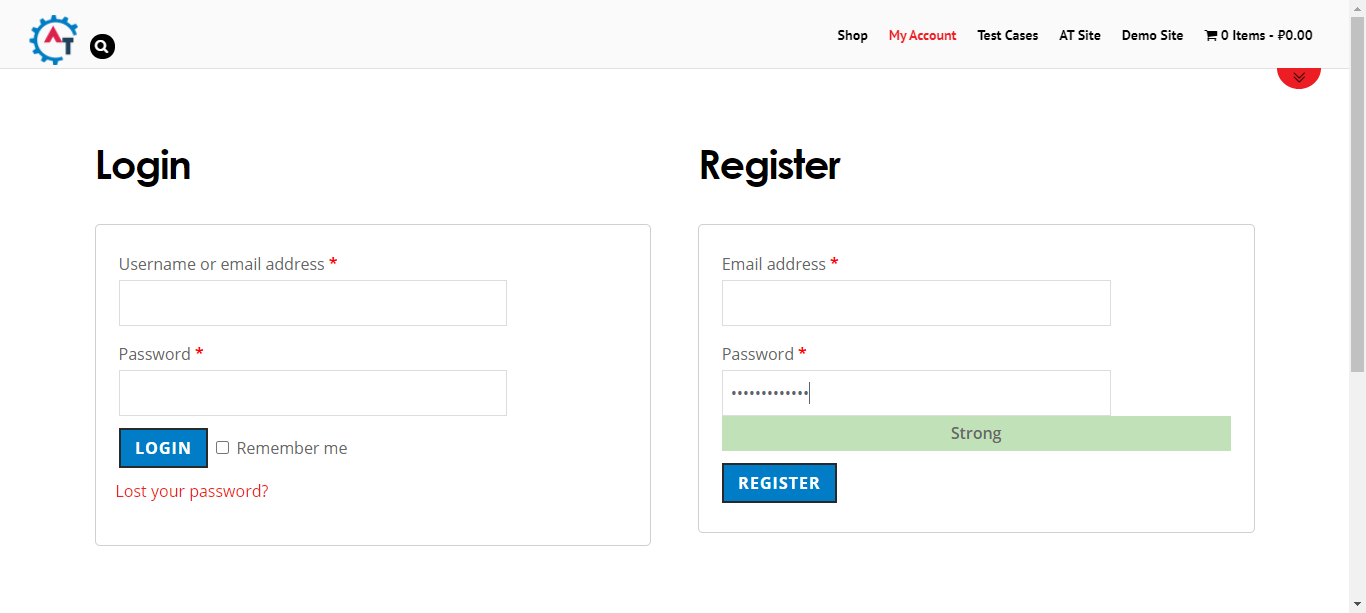 AT
Shop My Account Test Cases AT Site Demo Site 0 Items - ₽0.00
Login
Username or email address *
Password *
LOGIN Remember me
Lost your password?
Register
Email address *
Password *
•••••••••••••
Strong
REGISTER